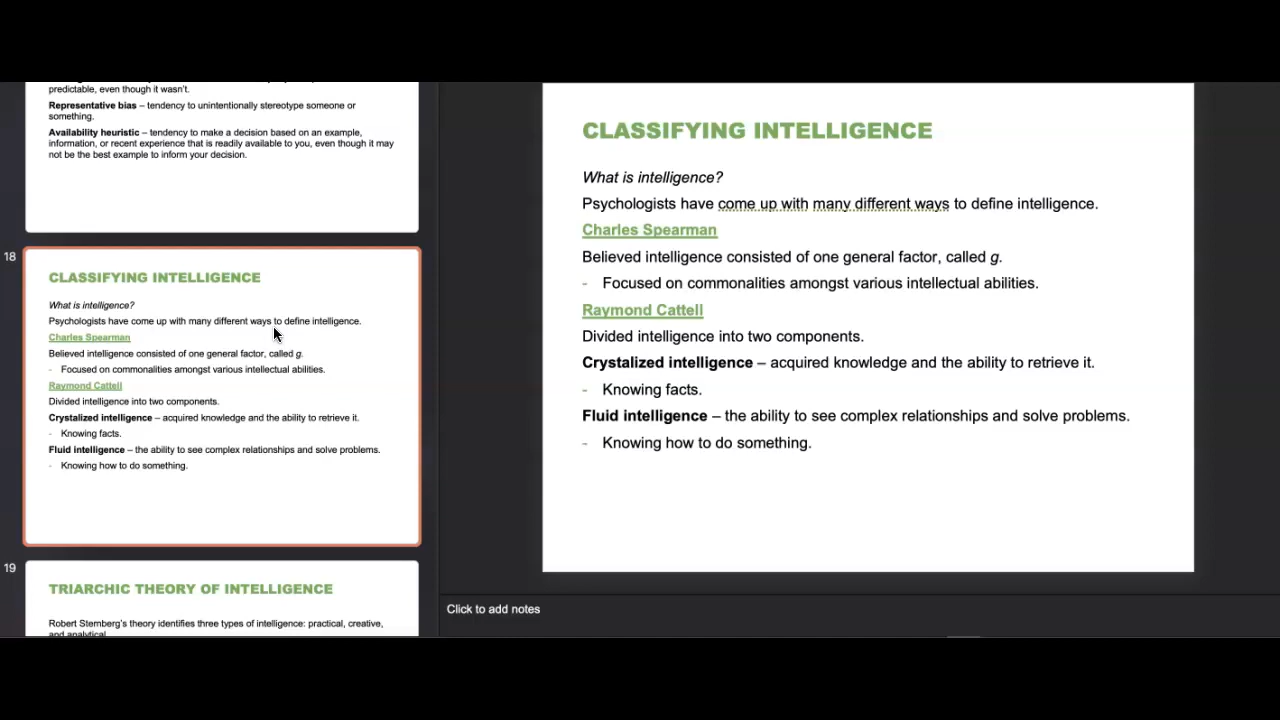 predictable, even though it wasn't.
Representative bias – tendency to unintentionally stereotype someone or
something.
Availability heuristic – tendency to make a decision based on an example,
information, or recent experience that is readily available to you, even though it may
not be the best example to inform your decision.
18
CLASSIFYING INTELLIGENCE
What is intelligence?
Psychologists have come up with many different ways to define intelligence.
Charles Spearman
Believed intelligence consisted of one general factor, called g.
- Focused on commonalities amongst various intellectual abilities.
Raymond Cattell
Divided intelligence into two components.
Crystalized intelligence – acquired knowledge and the ability to retrieve it.
- Knowing facts.
Fluid intelligence – the ability to see complex relationships and solve problems.
- Knowing how to do something.
19
TRIARCHIC THEORY OF INTELLIGENCE
Robert Sternberg's theory identifies three types of intelligence: practical, creative,
and analytical.
CLASSIFYING INTELLIGENCE
What is intelligence?
Psychologists have come up with many different ways to define intelligence.
Charles Spearman
Believed intelligence consisted of one general factor, called g.
- Focused on commonalities amongst various intellectual abilities.
Raymond Cattell
Divided intelligence into two components.
Crystalized intelligence – acquired knowledge and the ability to retrieve it.
- Knowing facts.
Fluid intelligence – the ability to see complex relationships and solve problems.
- Knowing how to do something.
Click to add notes